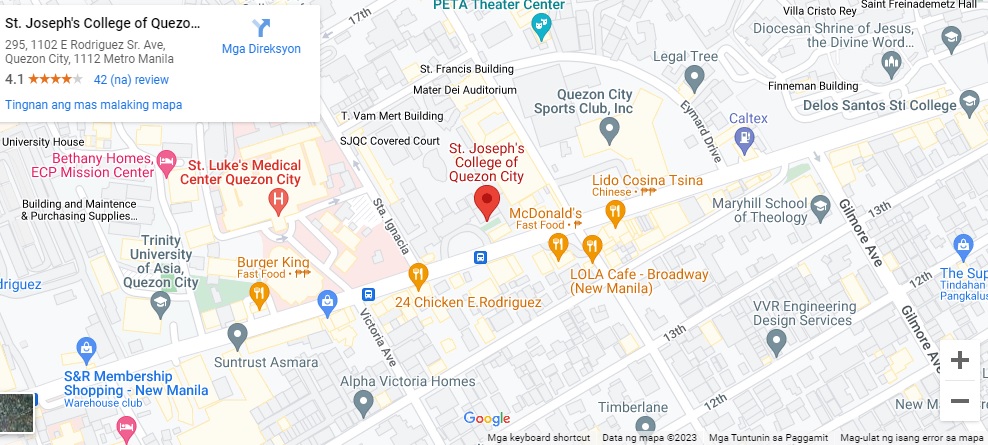 St. Joseph's College of Quezo...
295, 1102 E Rodriguez Sr. Ave,
Quezon City, 1112 Metro Manila
Mga Direksyon
4.1
42 (na) review
Tingnan ang mas malaking mapa
17th
PETA Theater Center
Saint Freinademetz Hall
Villa Cristo Rey
Diocesan Shrine of Jesus,
the Divine Word...
Legal Tree
Finneman Building
Delos Santos Sti College
St. Francis Building
Mater Dei Auditorium
Quezon City
Sports Club, Inc
Eymard Drive
Caltex
T. Vam Mert Building
SJQC Covered Court
St. Joseph's
College of
Quezon City
University House
Bethany Homes,
ECP Mission Center
St. Luke's Medical
Center Quezon City
Lido Cosina Tsina
Chinese • ₱₱
McDonald's
Fast Food • ₱
Building and Maintence
& Purchasing Supplies...
Sta. Ignacia
Maryhill School
of Theology
Gilmore Ave
13th
Trinity
University
of Asia,
Quezon City
Burger King
Fast Food • ₱₱
LOLA Cafe - Broadway
(New Manila)
24 Chicken E.Rodriguez
12th
The Sup
Tindahan
Pangkalus
driguez
Victoria Ave
VVR Engineering
Design Services
Gilmore Ave
13th
Suntrust Asmara
S&R Membership
Shopping - New Manila
Warehouse club
Alpha Victoria Homes
12th
Timberlane
New M
Google
Mga keyboard shortcut
Data ng mapa ©2023
Mga Tuntunin sa Paggamit
Mag-ulat ng isang error sa mapa